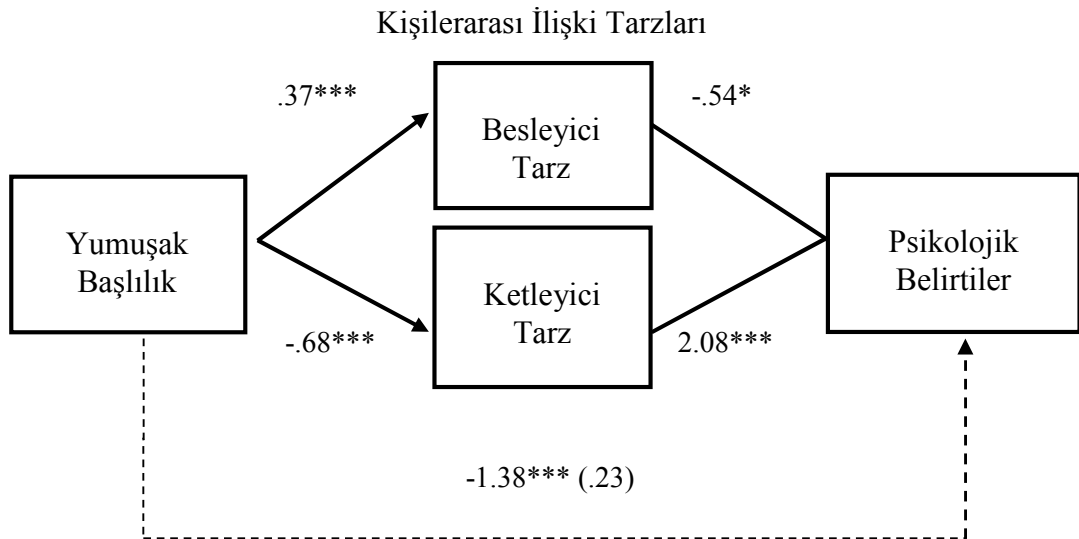 Kişilerarası İlişki Tarzları
.37***
-.54*
Besleyici
Tarz
Yumuşak
Başlılık
Psikolojik
Belirtiler
Ketleyici
Tarz
-.68***
2.08***
-1.38*** (.23)